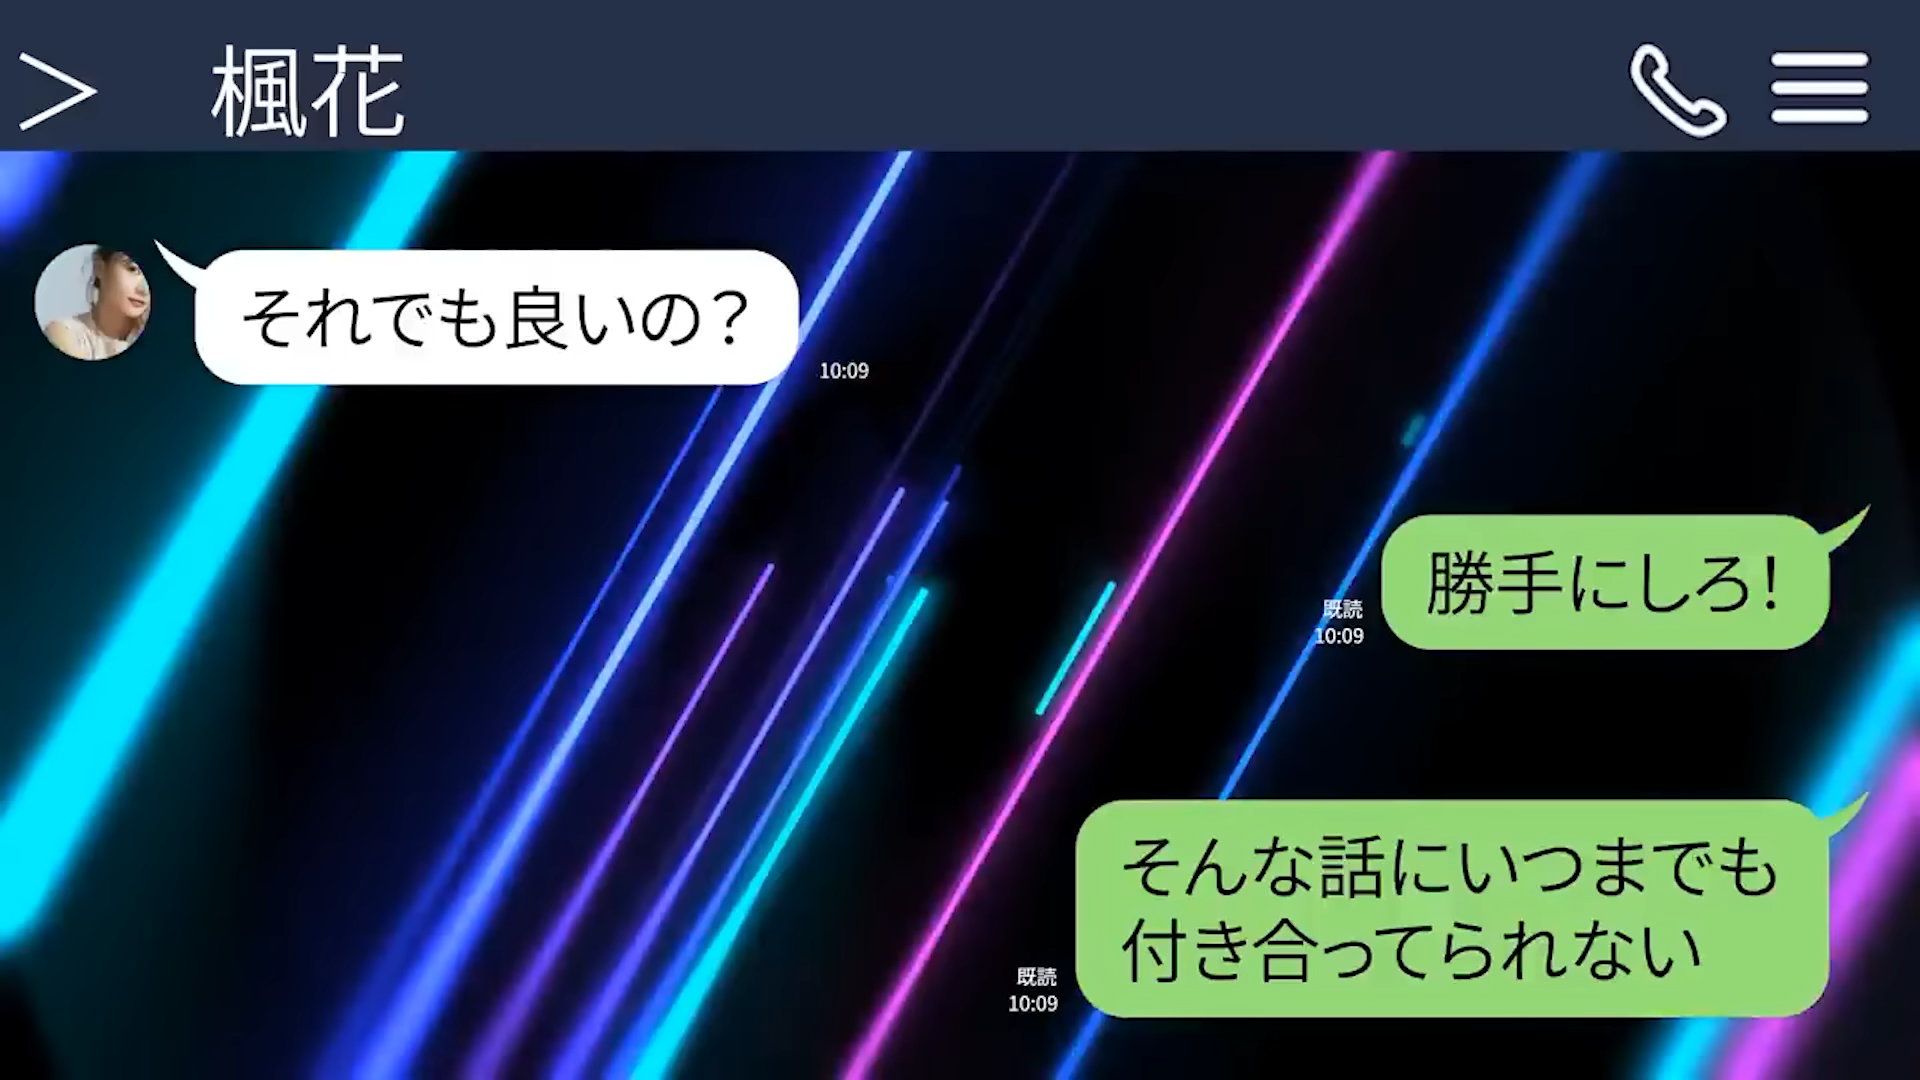 楓花
それでも良いの？
10:09
勝手にしろ！
既読
10:09
そんな話にいつまでも
付き合ってられない
既読
10:09